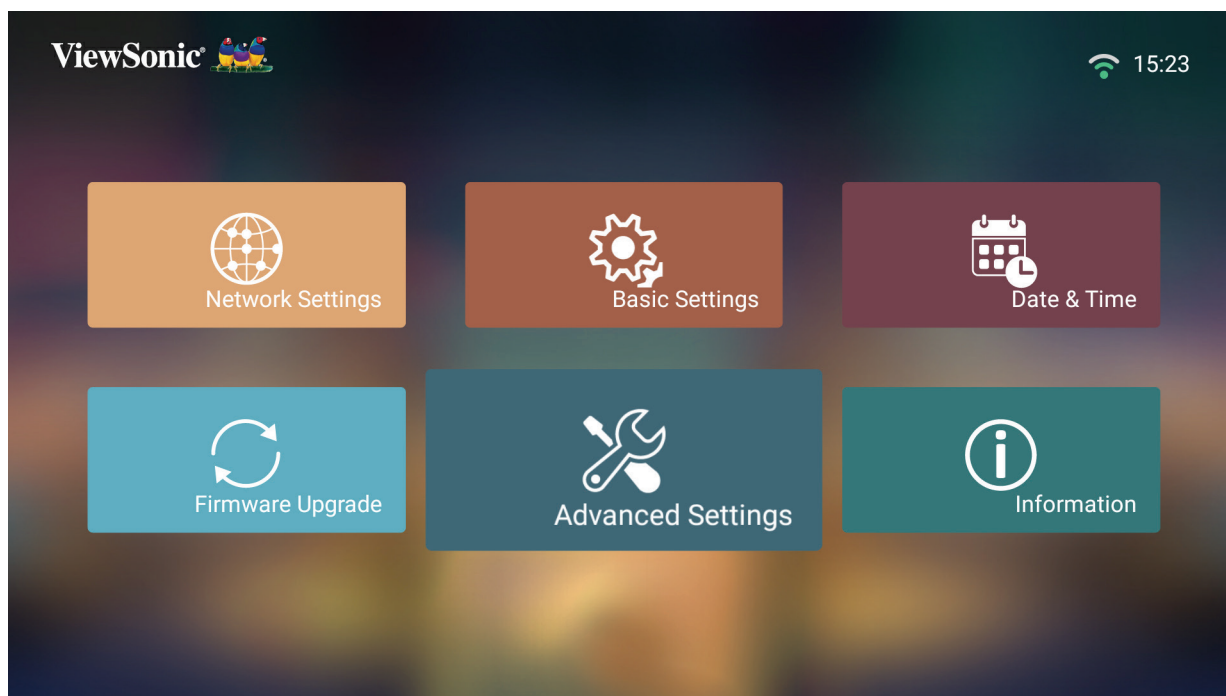 ViewSonic®
15:23
Network Settings
Basic Settings
Date & Time
Firmware Upgrade
Advanced Settings
Information